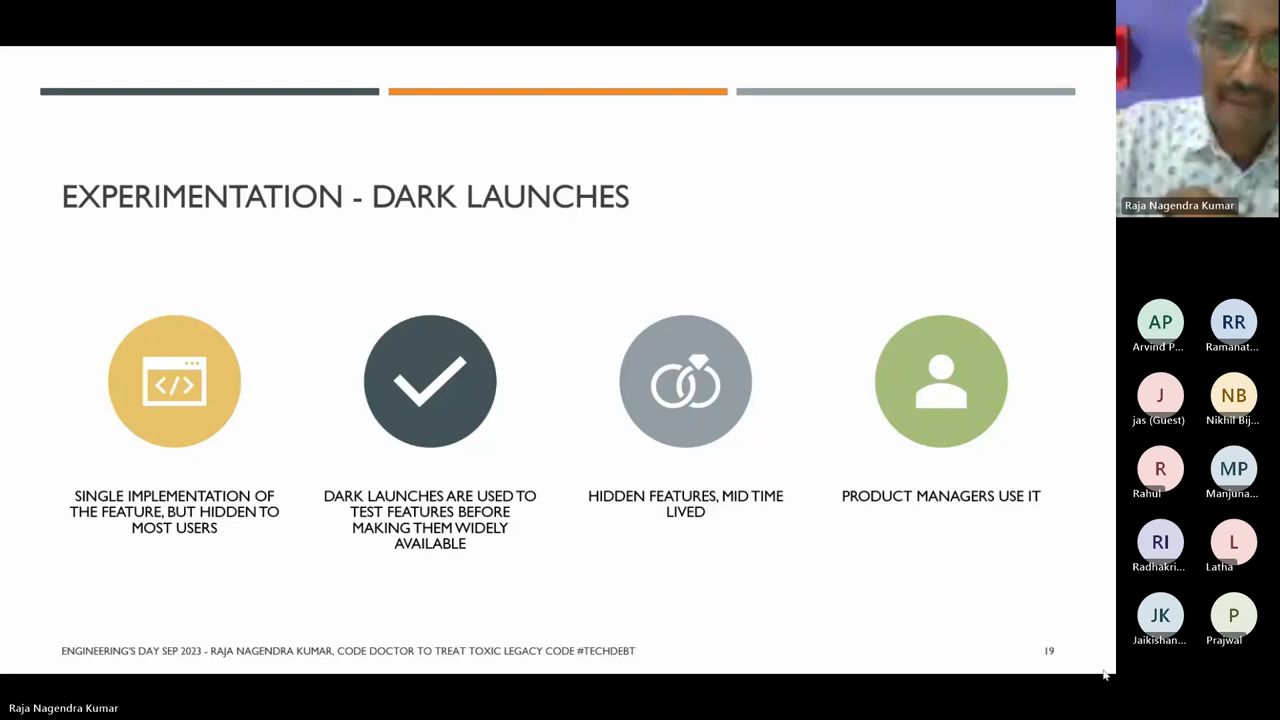 EXPERIMENTATION - DARK LAUNCHES
SINGLE IMPLEMENTATION OF
THE FEATURE, BUT HIDDEN TO
MOST USERS
DARK LAUNCHES ARE USED TO
TEST FEATURES BEFORE
MAKING THEM WIDELY
AVAILABLE
HIDDEN FEATURES, MID TIME
LIVED
PRODUCT MANAGERS USE IT
ENGINEERING'S DAY SEP 2023 - RAJA NAGENDRA KUMAR, CODE DOCTOR TO TREAT TOXIC LEGACY CODE #TECHDEBT
19
Raja Nagendra Kumar
AP
Arvind P...
RR
Ramanat...
J
jas (Guest)
NB
Nikhil Bij...
R
Rahul
MP
Manjuna...
RI
Radhakri...
L
Latha
JK
Jaikishan...
P
Prajwal
Raja Nagendra Kumar